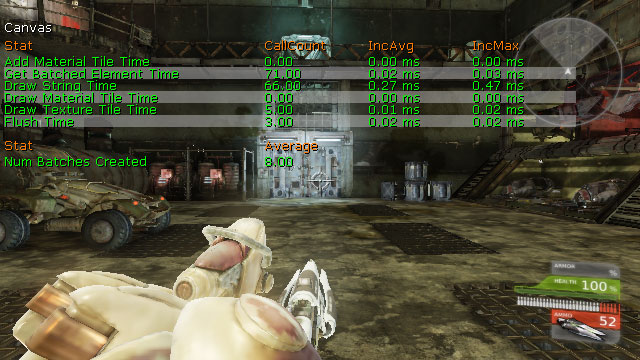 Canvas
Stat CallCount IncAvg IncMax
Add Material Tile Time 0.00 0.00 ms 0.00 ms
Get Batched Element Time 71.00 0.02 ms 0.03 ms
Draw String Time 66.00 0.27 ms 0.47 ms
Draw Material Tile Time 0.00 0.00 ms 0.00 ms
Draw Texture Tile Time 5.00 0.01 ms 0.02 ms
Flush Time 3.00 0.02 ms 0.02 ms
Stat Average
Num Batches Created 8.00
ARMOR %
HEALTH 100 %
AMMO 52